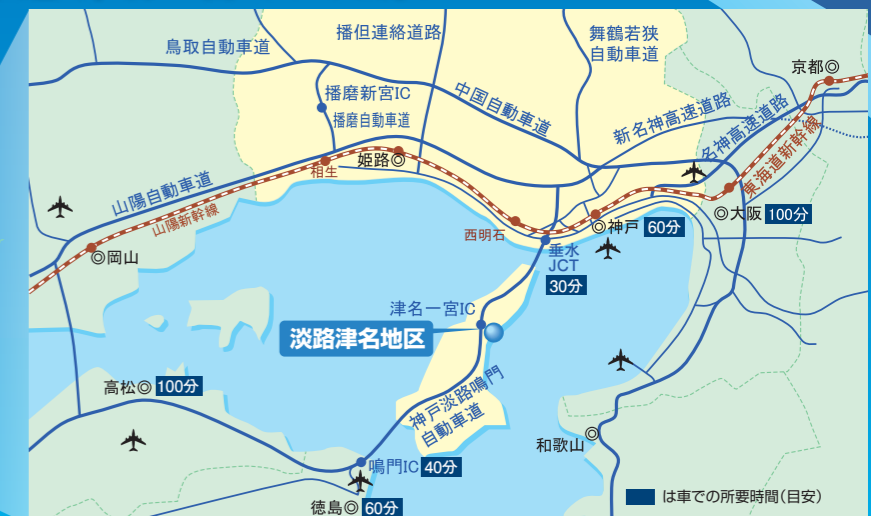 鳥取自動車道
播但連絡道路
舞鶴若狭
自動車道
京都◎
播磨新宮IC
播磨自動車道
中国自動車道
新名神高速道路
名神高速道路
東海道新幹線
姫路◎
相生
山陽自動車道
山陽新幹線
◎岡山
西明石
◎神戸 60分
◎大阪 100分
垂水
JCT
30分
津名一宮IC
淡路津名地区
高松◎ 100分
神戸淡路鳴門
自動車道
和歌山◎
鳴門IC 40分
徳島◎ 60分
は車での所要時間(目安)